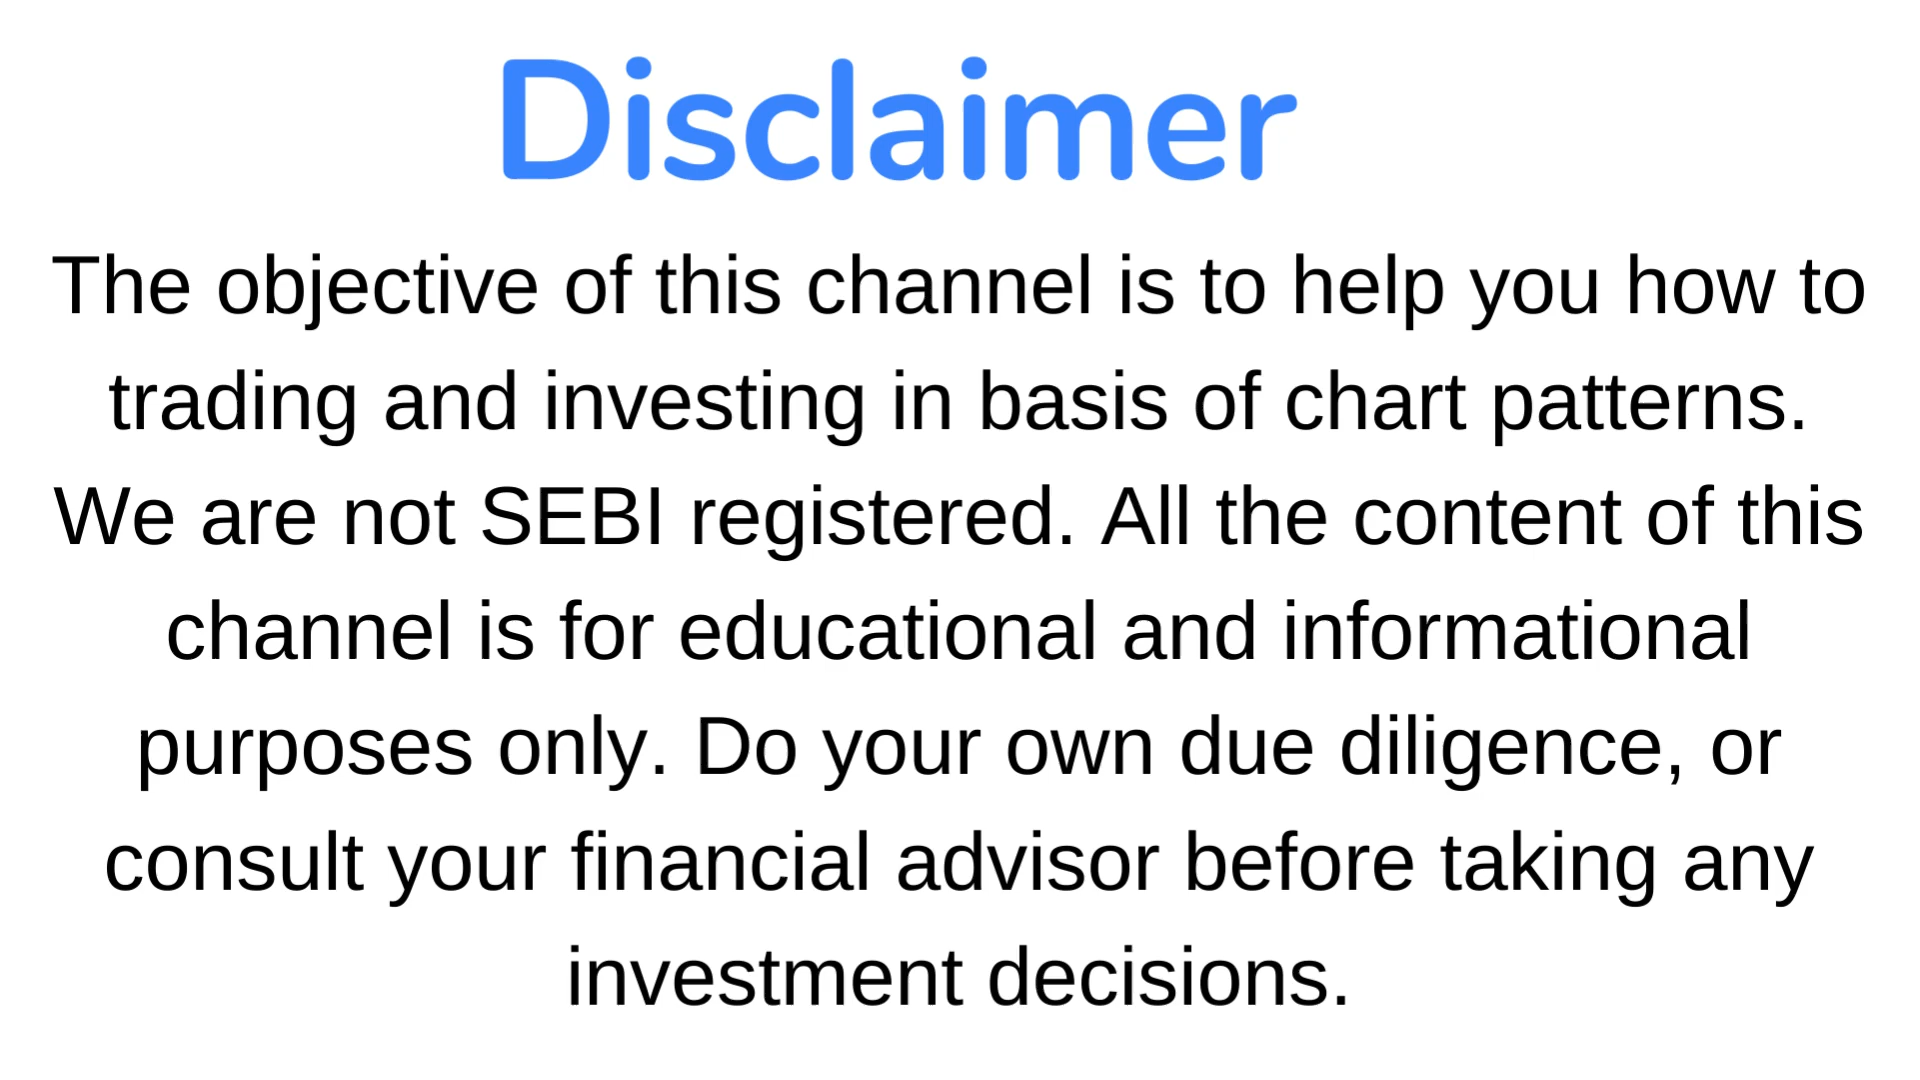 Disclaimer
The objective of this channel is to help you how to
trading and investing in basis of chart patterns.
We are not SEBI registered. All the content of this
channel is for educational and informational
purposes only. Do your own due diligence, or
consult your financial advisor before taking any
investment decisions.